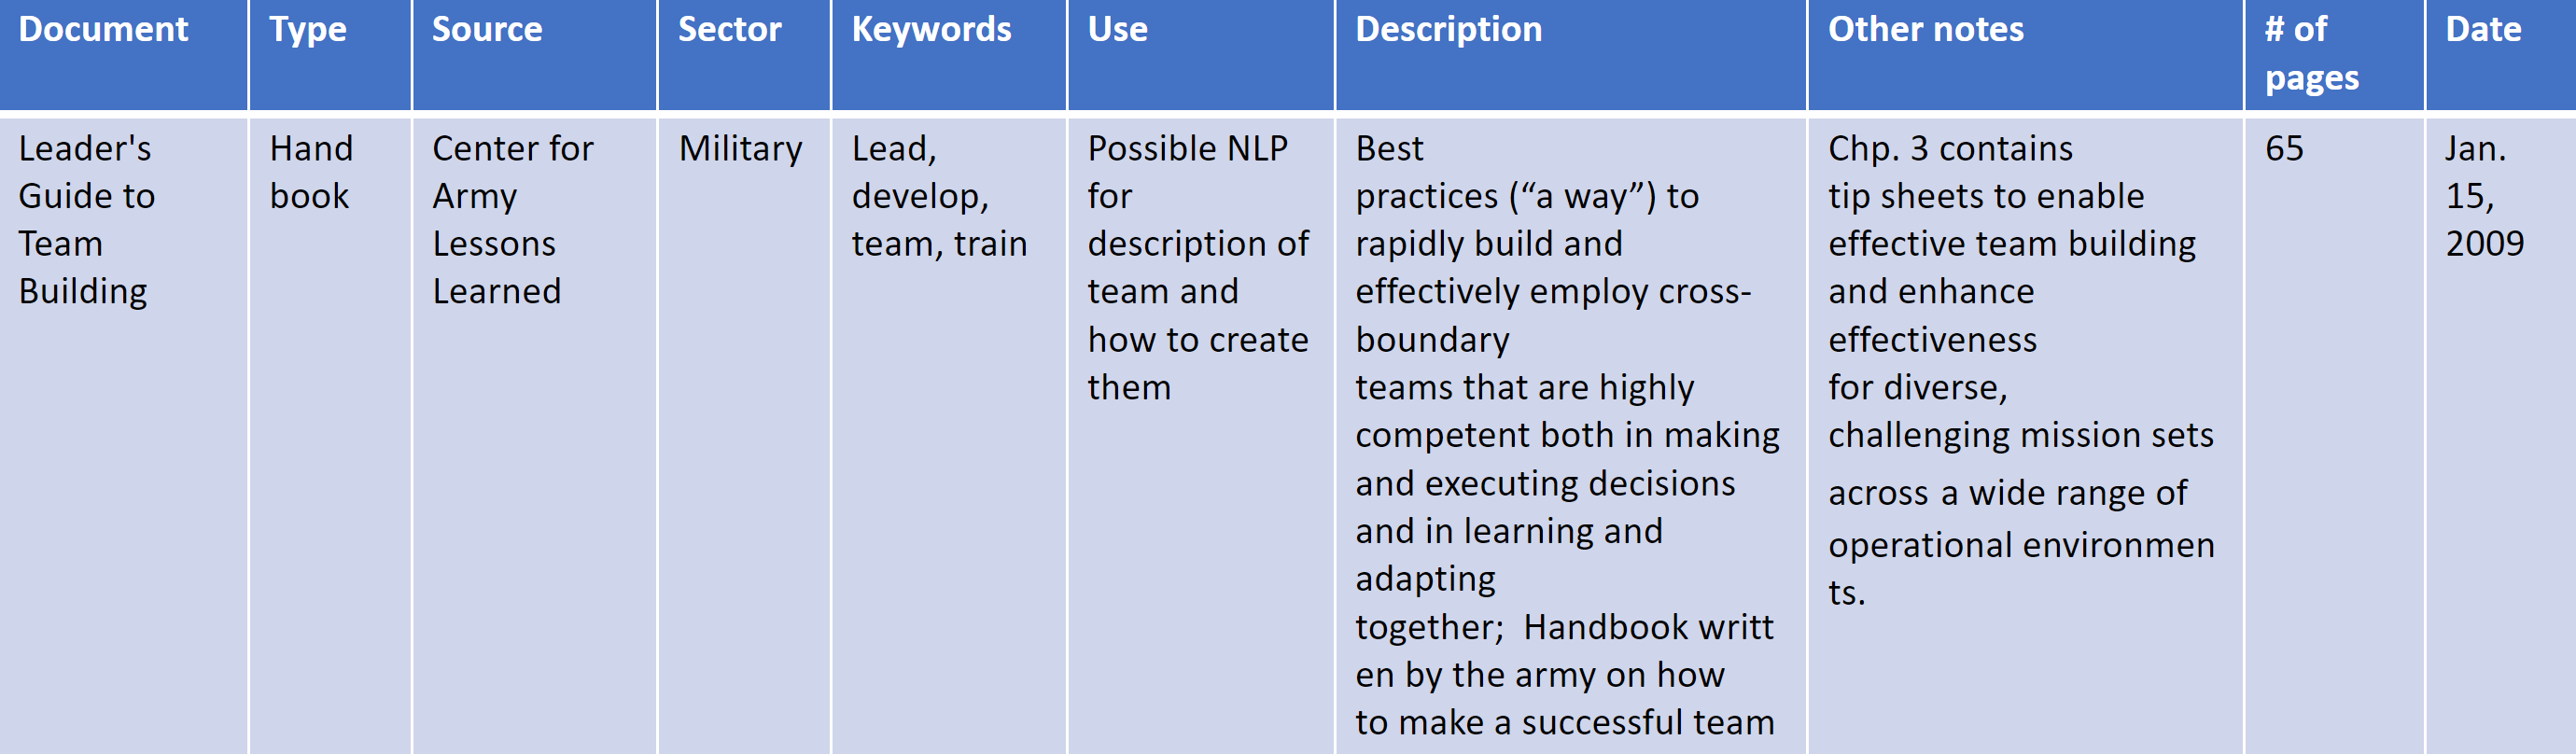 Document
Type
Source
Sector
Keywords
Use
Description
Other notes
# of
pages
Date
Leader's
Guide to
Team
Building
Hand
book
Center for
Army
Lessons
Learned
Military
Lead,
develop,
team, train
Possible NLP
for
description of
team and
how to create
them
Best
practices (“a way”) to
rapidly build and
effectively employ cross-
boundary
teams that are highly
competent both in making
and executing decisions
and in learning and
adapting
together;  Handbook writt
en by the army on how
to make a successful team
Chp. 3 contains
tip sheets to enable
effective team building
and enhance
effectiveness
for diverse,
challenging mission sets
across a wide range of
operational environmen
ts.
65
Jan.
15,
2009